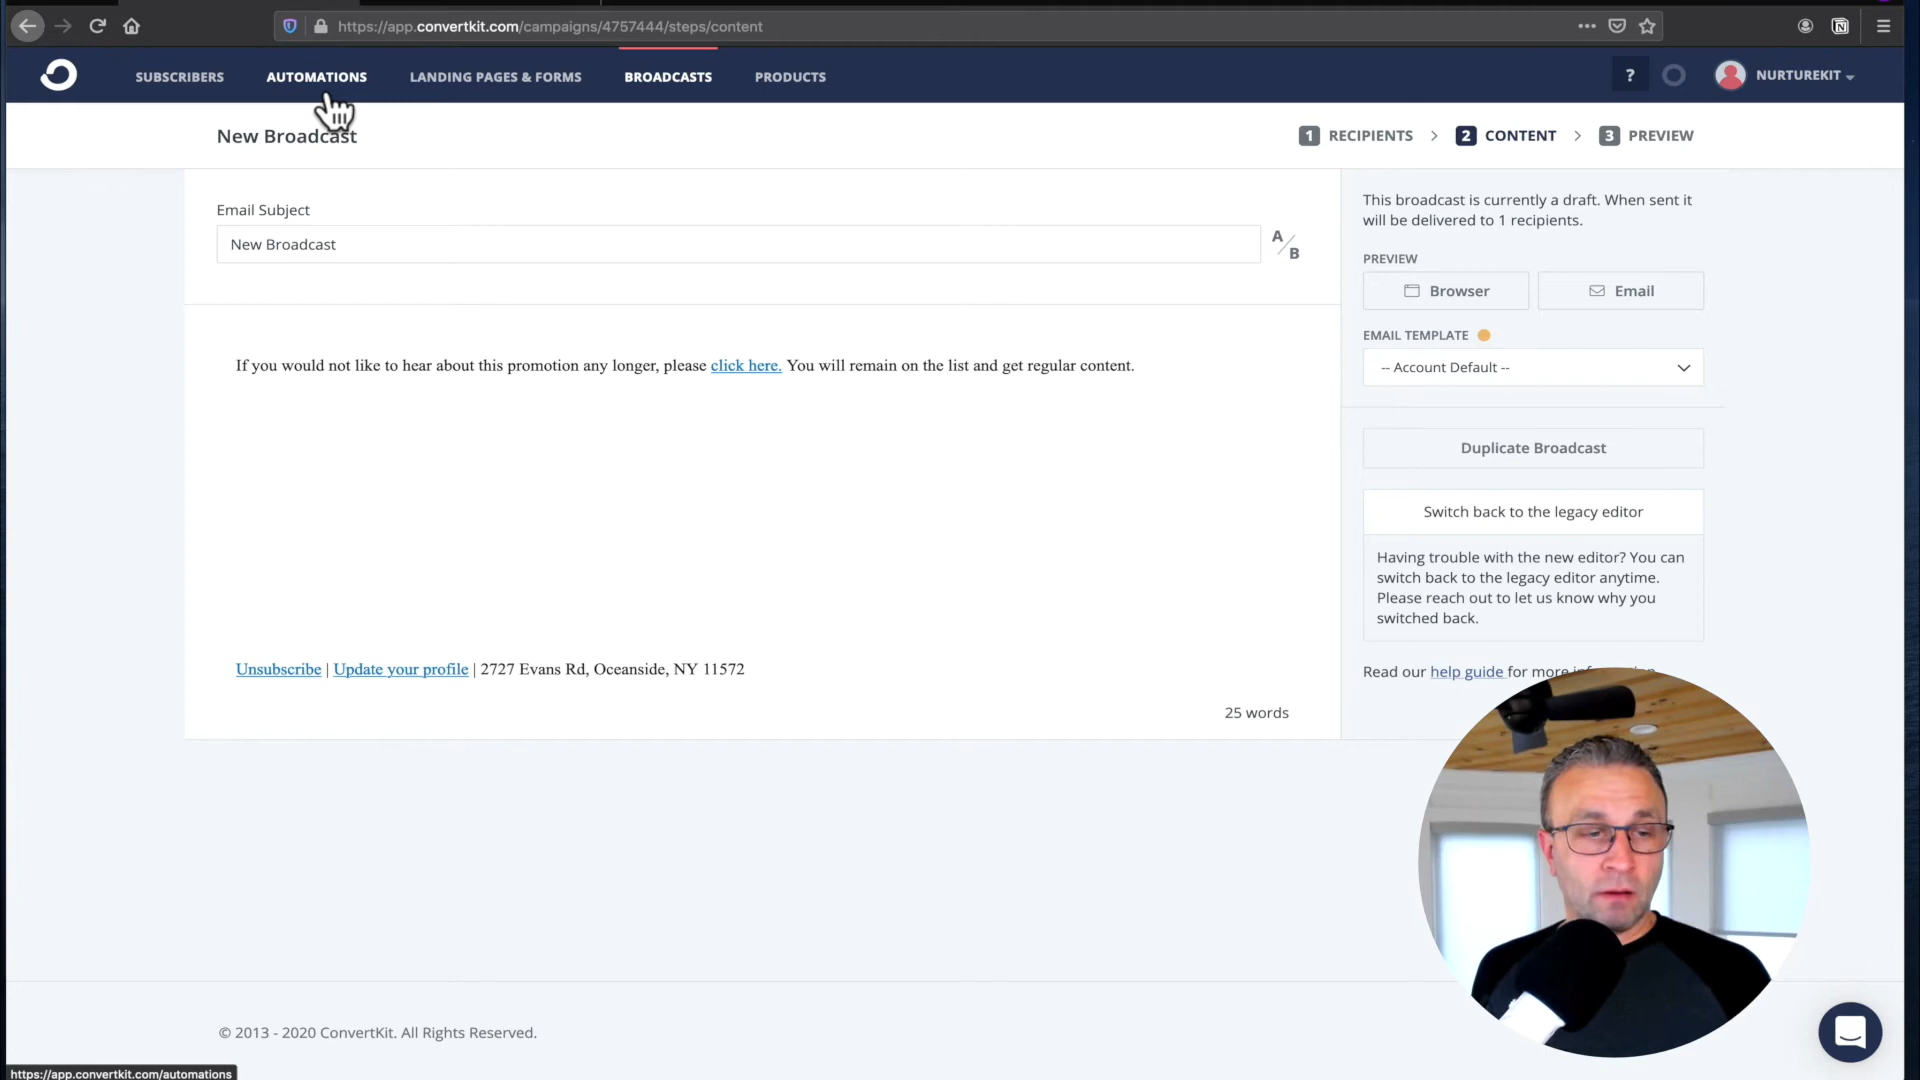 https://app.convertkit.com/campaigns/4757444/steps/content
SUBSCRIBERS
AUTOMATIONS
LANDING PAGES & FORMS
BROADCASTS
PRODUCTS
?
NURTUREKIT
New Broadcast
1 RECIPIENTS > 2 CONTENT > 3 PREVIEW
Email Subject
New Broadcast
A/B
If you would not like to hear about this promotion any longer, please click here. You will remain on the list and get regular content.
Unsubscribe | Update your profile | 2727 Evans Rd, Oceanside, NY 11572
25 words
This broadcast is currently a draft. When sent it
will be delivered to 1 recipients.
PREVIEW
Browser
Email
EMAIL TEMPLATE
-- Account Default --
Duplicate Broadcast
Switch back to the legacy editor
Having trouble with the new editor? You can
switch back to the legacy editor anytime.
Please reach out to let us know why you
switched back.
Read our help guide for more
© 2013 - 2020 ConvertKit. All Rights Reserved.
https://app.convertkit.com/automations